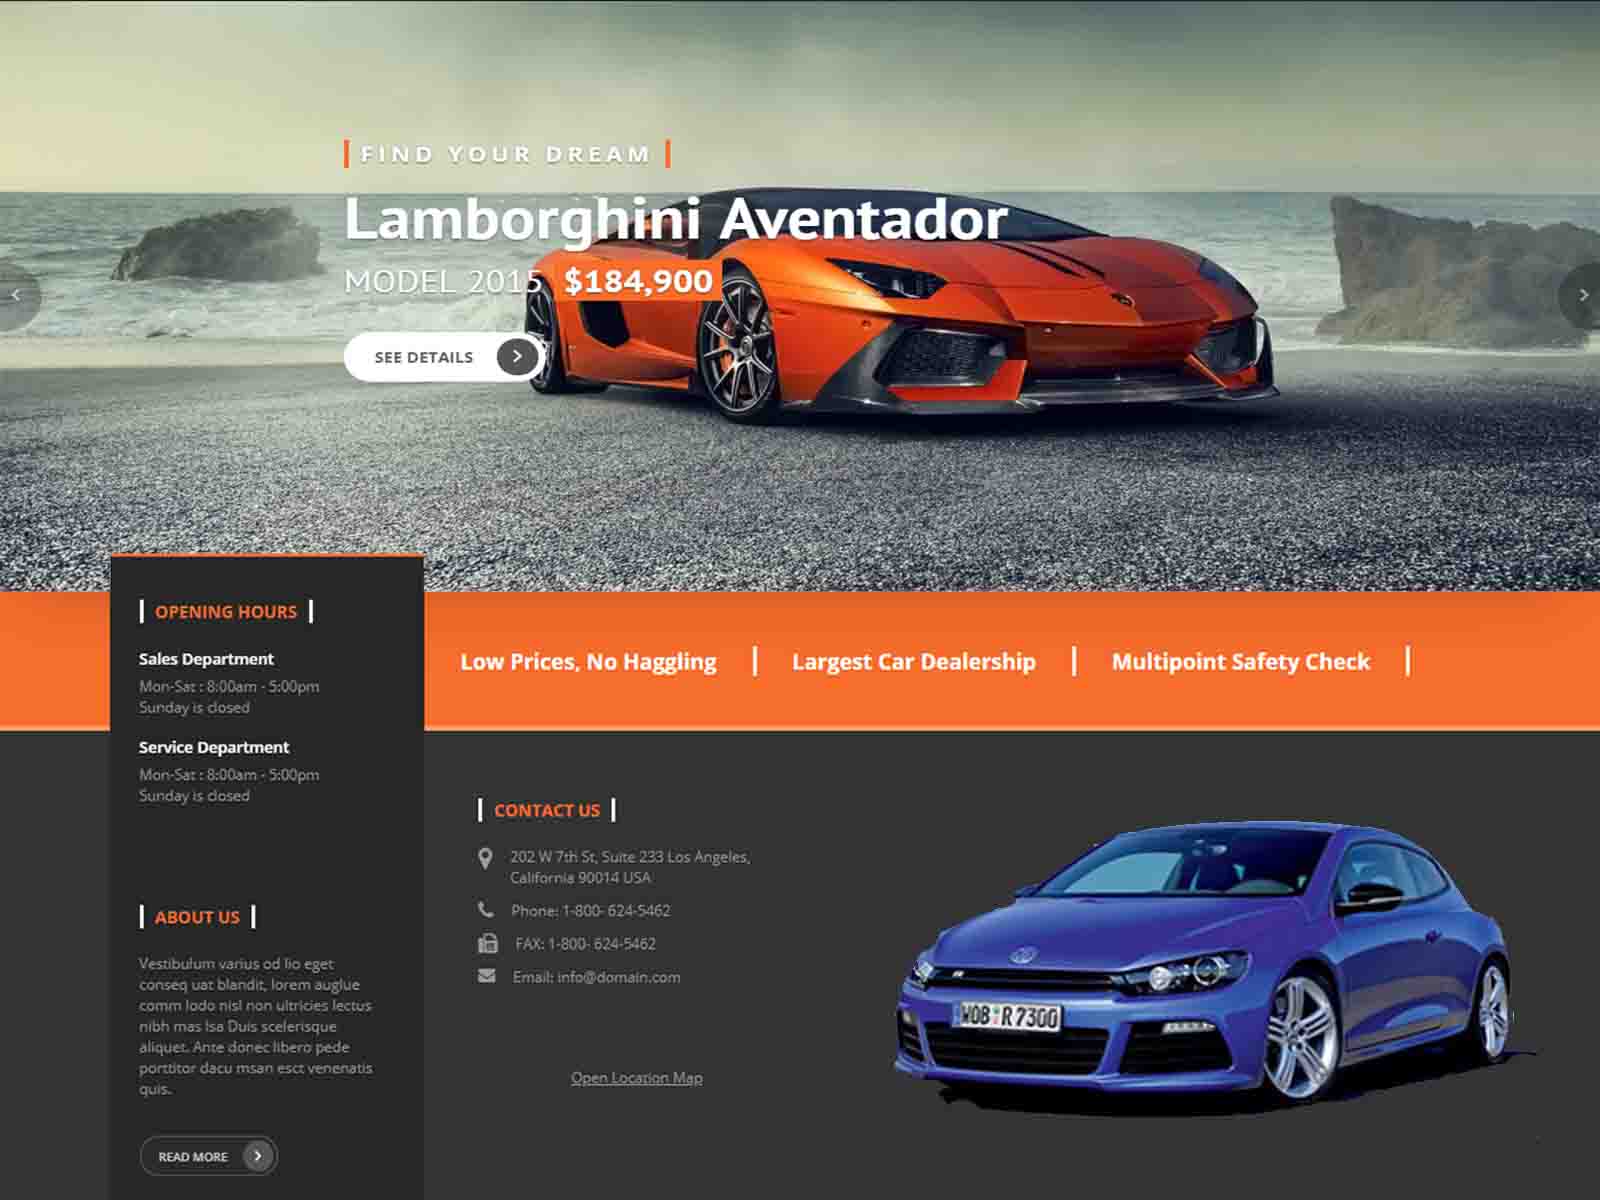 FIND YOUR DREAM
Lamborghini Aventador
MODEL 2015 $184,900
SEE DETAILS
OPENING HOURS
Sales Department
Mon-Sat : 8:00am - 5:00pm
Sunday is closed
Service Department
Mon-Sat : 8:00am - 5:00pm
Sunday is closed
ABOUT US
Vestibulum varius od lio eget
conseq uat blandit, lorem auglue
comm lodo nisl non ultricies lectus
nibh mas lsa Duis scelerisque
aliquet. Ante donec libero pede
porttitor dacu msan esct venenatis
quis.
READ MORE
Low Prices, No Haggling
Largest Car Dealership
Multipoint Safety Check
CONTACT US
202 W 7th St, Suite 233 Los Angeles,
California 90014 USA
Phone: 1-800- 624-5462
FAX: 1-800- 624-5462
Email: info@domain.com
Open Location Map
WOB R 7300